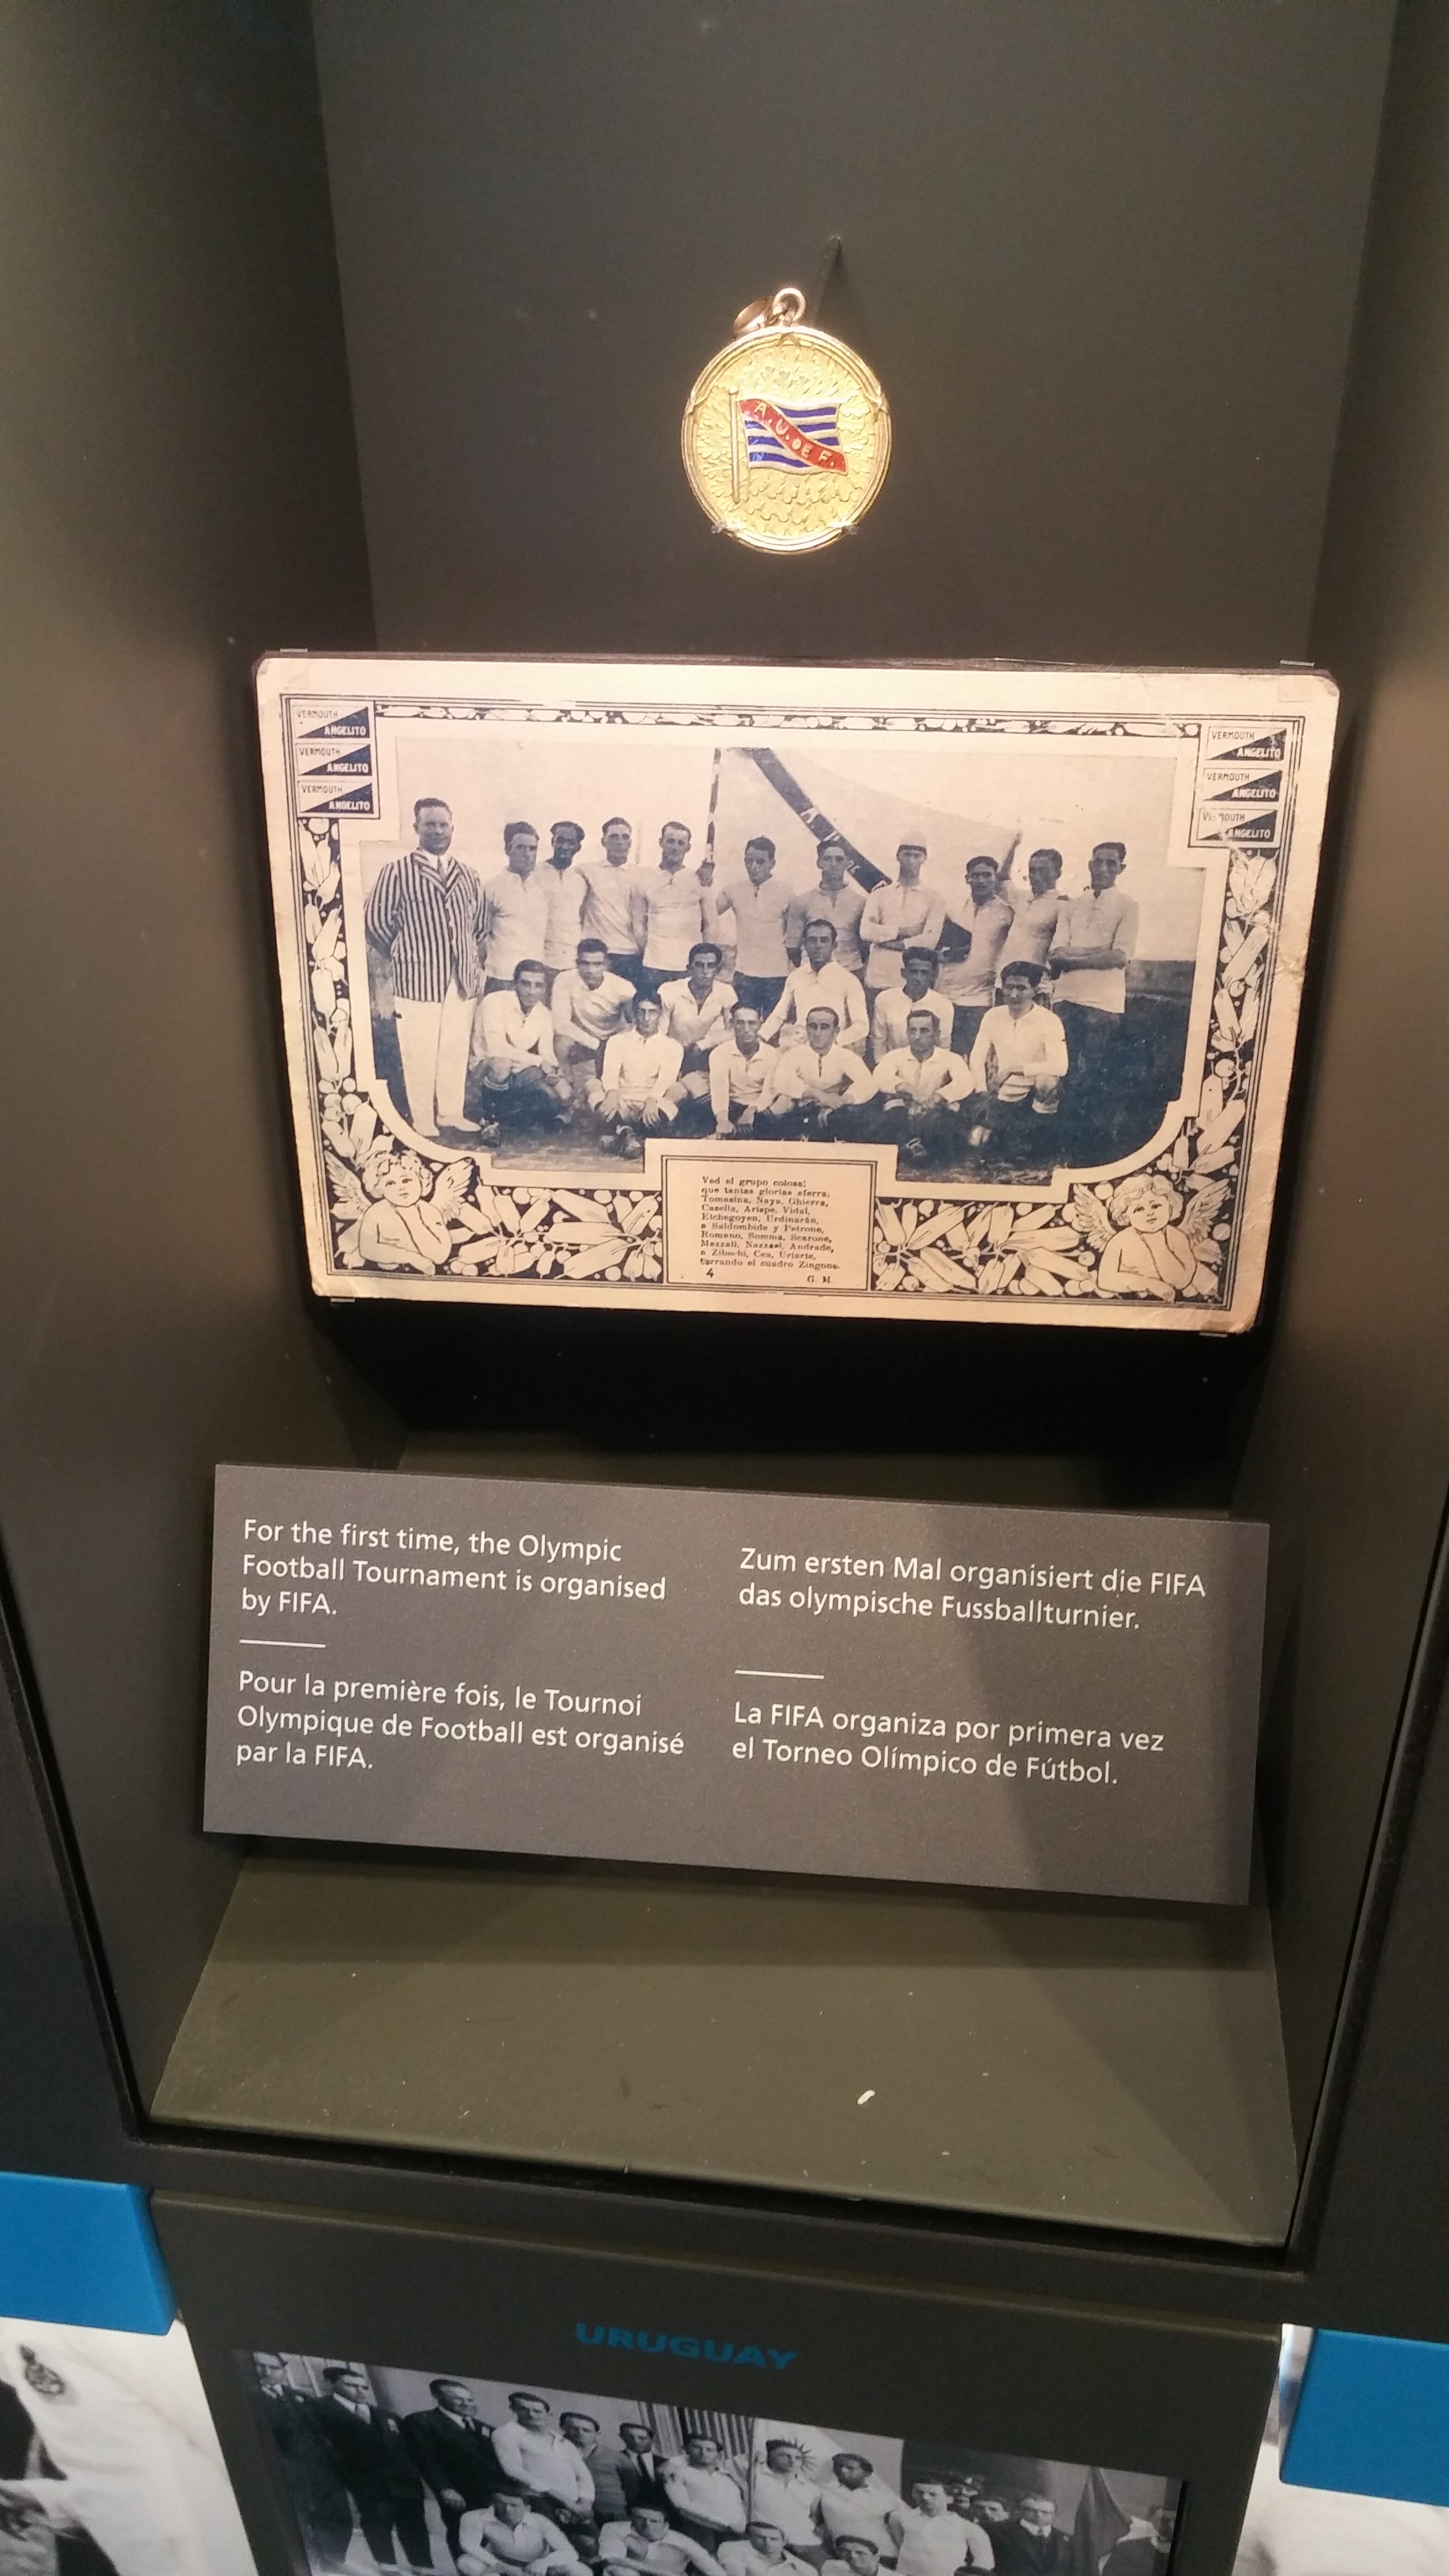 A.U. DE F.
VERMOUTH
ANGELITO
VERMOUTH
ANGELITO
VERMOUTH
ANGELITO
VERMOUTH
ANGELITO
VERMOUTH
ANGELITO
ANGELITO
Ved el grupo colosal
que tantas glorias aferra;
Tomasina, Naya, Ghierra,
Casella, Arispe, Vidal,
Etchegoyen, Urdinarán,
a Saldombide y Petrone,
Romano, Somma, Scarone,
Mazzali, Nazzasi, Andrade,
a Zibechi, Cea, Uriarte,
cerrando el cuadro Zingone.
4
G. M.
For the first time, the Olympic
Football Tournament is organised
by FIFA.
Pour la première fois, le Tournoi
Olympique de Football est organisé
par la FIFA.
Zum ersten Mal organisiert die FIFA
das olympische Fussballturnier.
La FIFA organiza por primera vez
el Torneo Olímpico de Fútbol.
URUGUAY